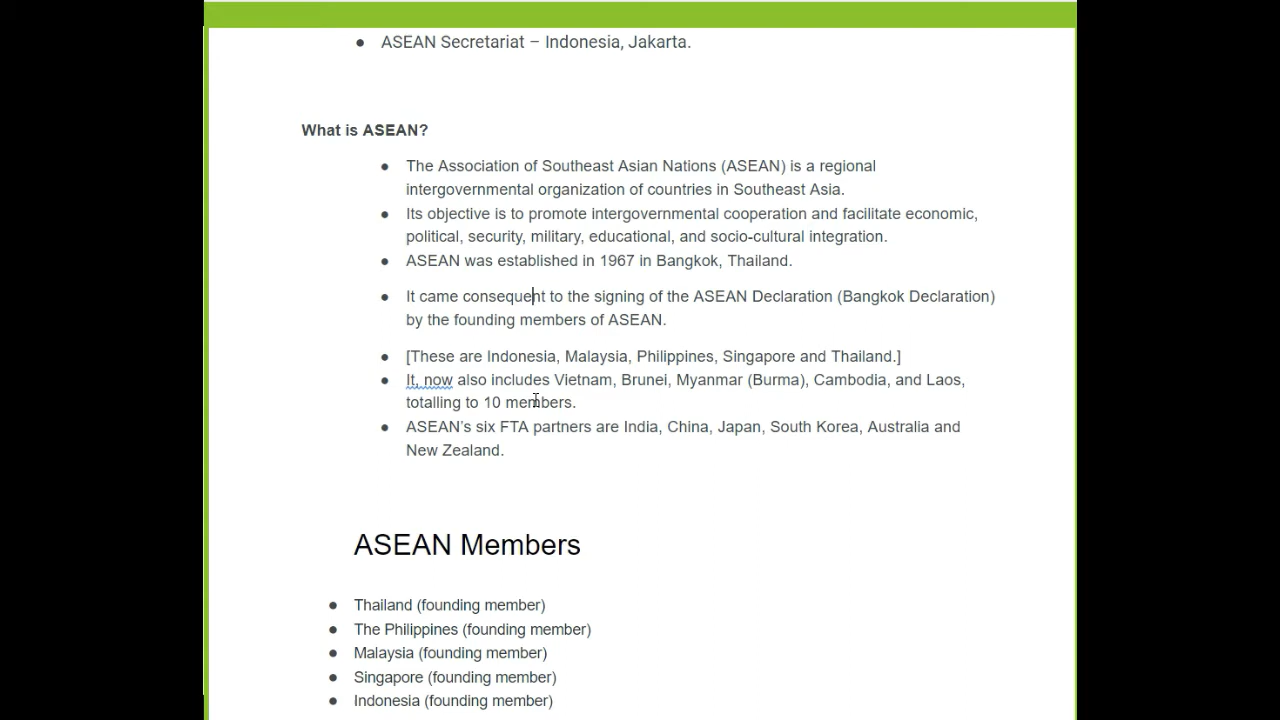 ● ASEAN Secretariat – Indonesia, Jakarta.
What is ASEAN?
● The Association of Southeast Asian Nations (ASEAN) is a regional
intergovernmental organization of countries in Southeast Asia.
● Its objective is to promote intergovernmental cooperation and facilitate economic,
political, security, military, educational, and socio-cultural integration.
● ASEAN was established in 1967 in Bangkok, Thailand.
● It came consequent to the signing of the ASEAN Declaration (Bangkok Declaration)
by the founding members of ASEAN.
● [These are Indonesia, Malaysia, Philippines, Singapore and Thailand.]
● It, now also includes Vietnam, Brunei, Myanmar (Burma), Cambodia, and Laos,
totalling to 10 members.
● ASEAN's six FTA partners are India, China, Japan, South Korea, Australia and
New Zealand.
ASEAN Members
● Thailand (founding member)
● The Philippines (founding member)
● Malaysia (founding member)
● Singapore (founding member)
● Indonesia (founding member)